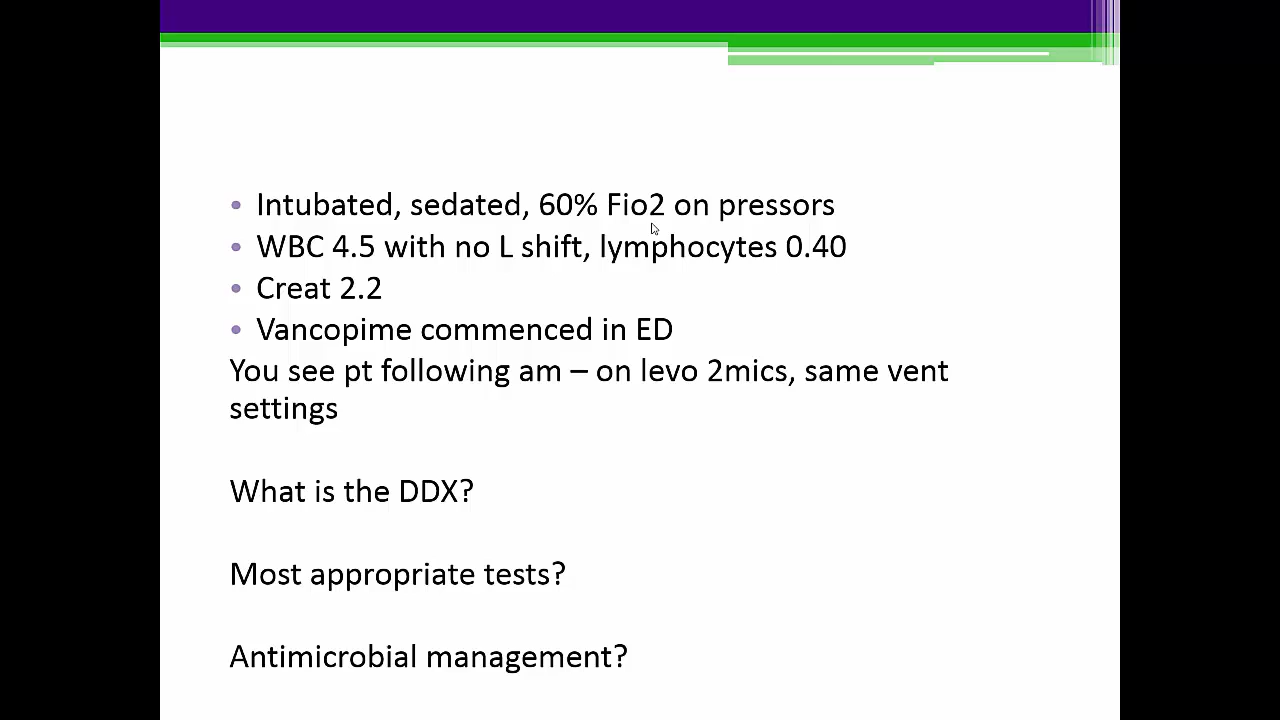 • Intubated, sedated, 60% Fio2 on pressors
• WBC 4.5 with no L shift, lymphocytes 0.40
• Creat 2.2
• Vancopime commenced in ED
You see pt following am – on levo 2mics, same vent
settings
What is the DDX?
Most appropriate tests?
Antimicrobial management?